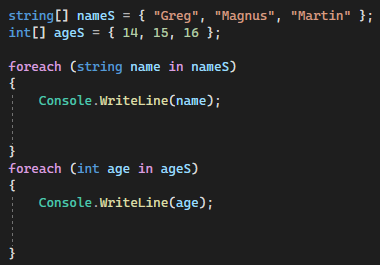 string[] nameS = { "Greg", "Magnus", "Martin" };
int[] ageS = { 14, 15, 16 };
foreach (string name in nameS)
{
Console.WriteLine(name);
}
foreach (int age in ageS)
{
Console.WriteLine(age);
}